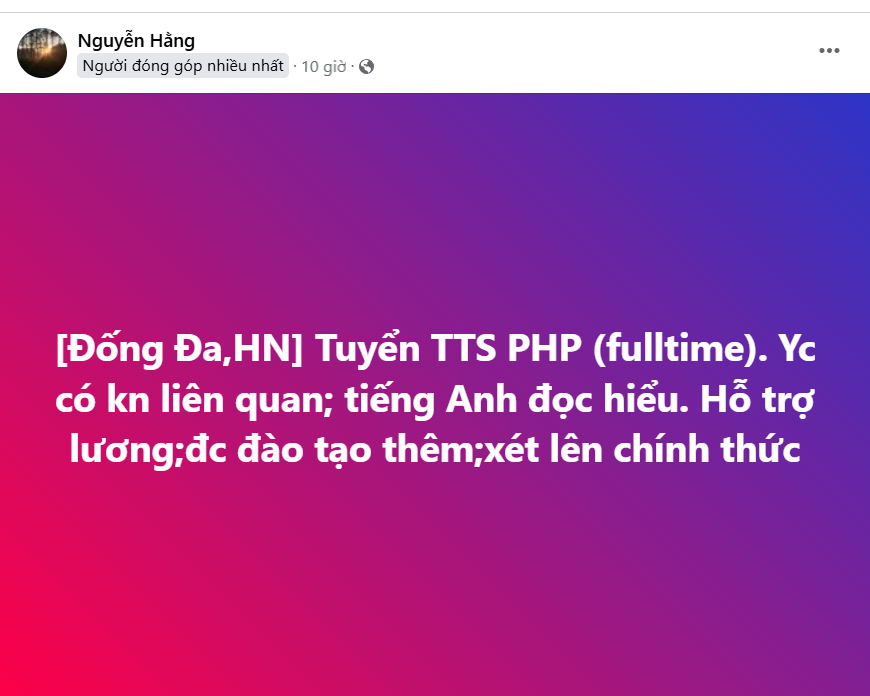 Nguyễn Hằng
Người đóng góp nhiều nhất · 10 giờ ·
[Đống Đa,HN] Tuyển TTS PHP (fulltime). Yc
có kn liên quan; tiếng Anh đọc hiểu. Hỗ trợ
lương;đc đào tạo thêm;xét lên chính thức